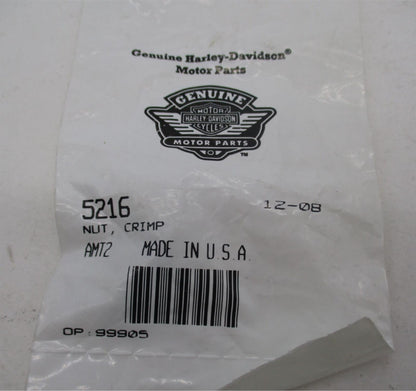 Genuine Harley-Davidson®
Motor Parts
GENUINE
MOTOR
HARLEY-DAVIDSON
CYCLES
MOTOR PARTS
TM
5216 12-08
NUT, CRIMP
AMT2 MADE IN U.S.A.
OP: 99905